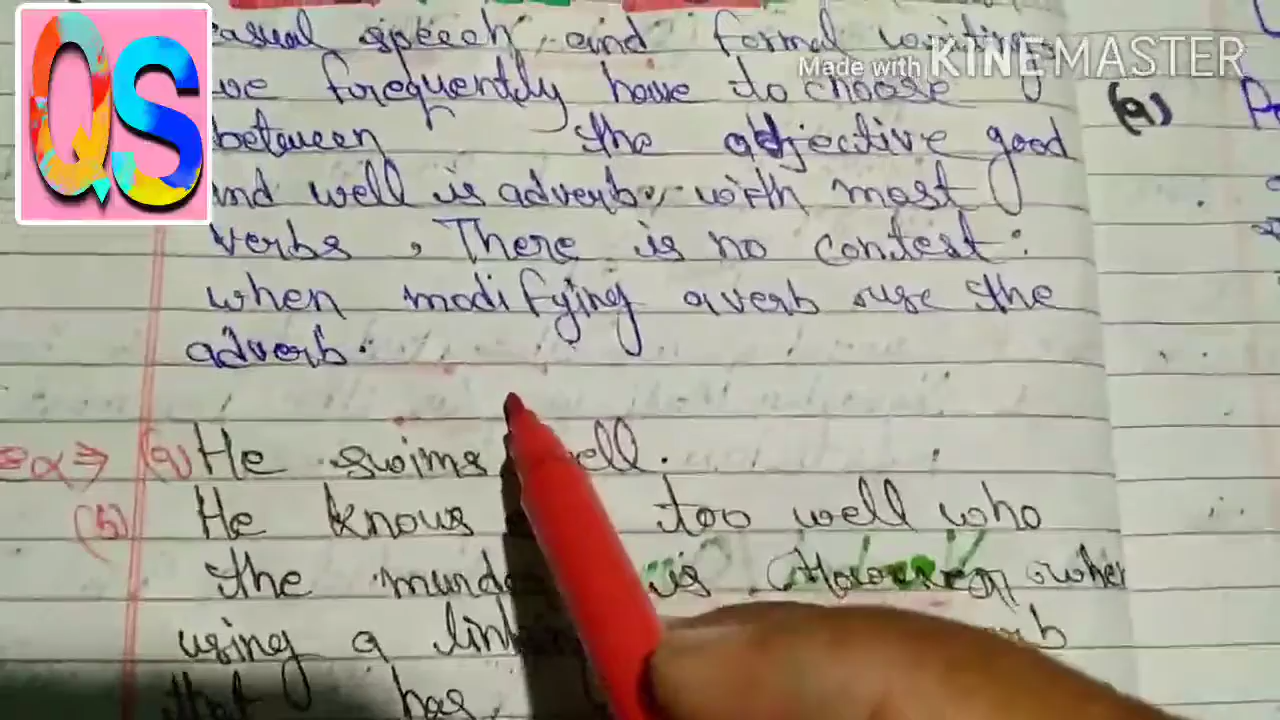 QS
Made with KINEMASTER
casual speech, and formal writing,
we frequently have to choose
between the adjective good
and well is adverb, with most
verbs, There is no contest:
when modifying a verb use the
adverb.
ex⇒ (a) He swims well.
(b) He knows too well who
the is However when
using a
that has
(a)